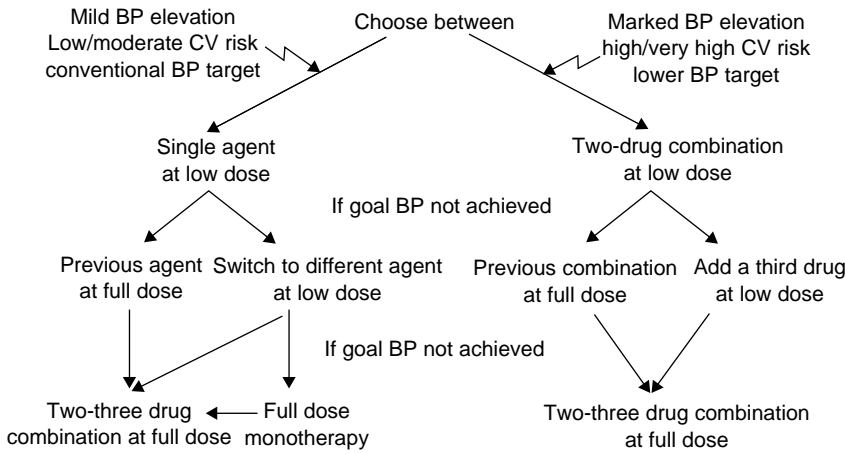 Mild BP elevation
Low/moderate CV risk
conventional BP target
Choose between
Marked BP elevation
high/very high CV risk
lower BP target
Single agent
at low dose
Two-drug combination
at low dose
If goal BP not achieved
Previous agent
at full dose
Switch to different agent
at low dose
Previous combination
at full dose
Add a third drug
at low dose
If goal BP not achieved
Two-three drug
combination at full dose
Full dose
monotherapy
Two-three drug combination
at full dose